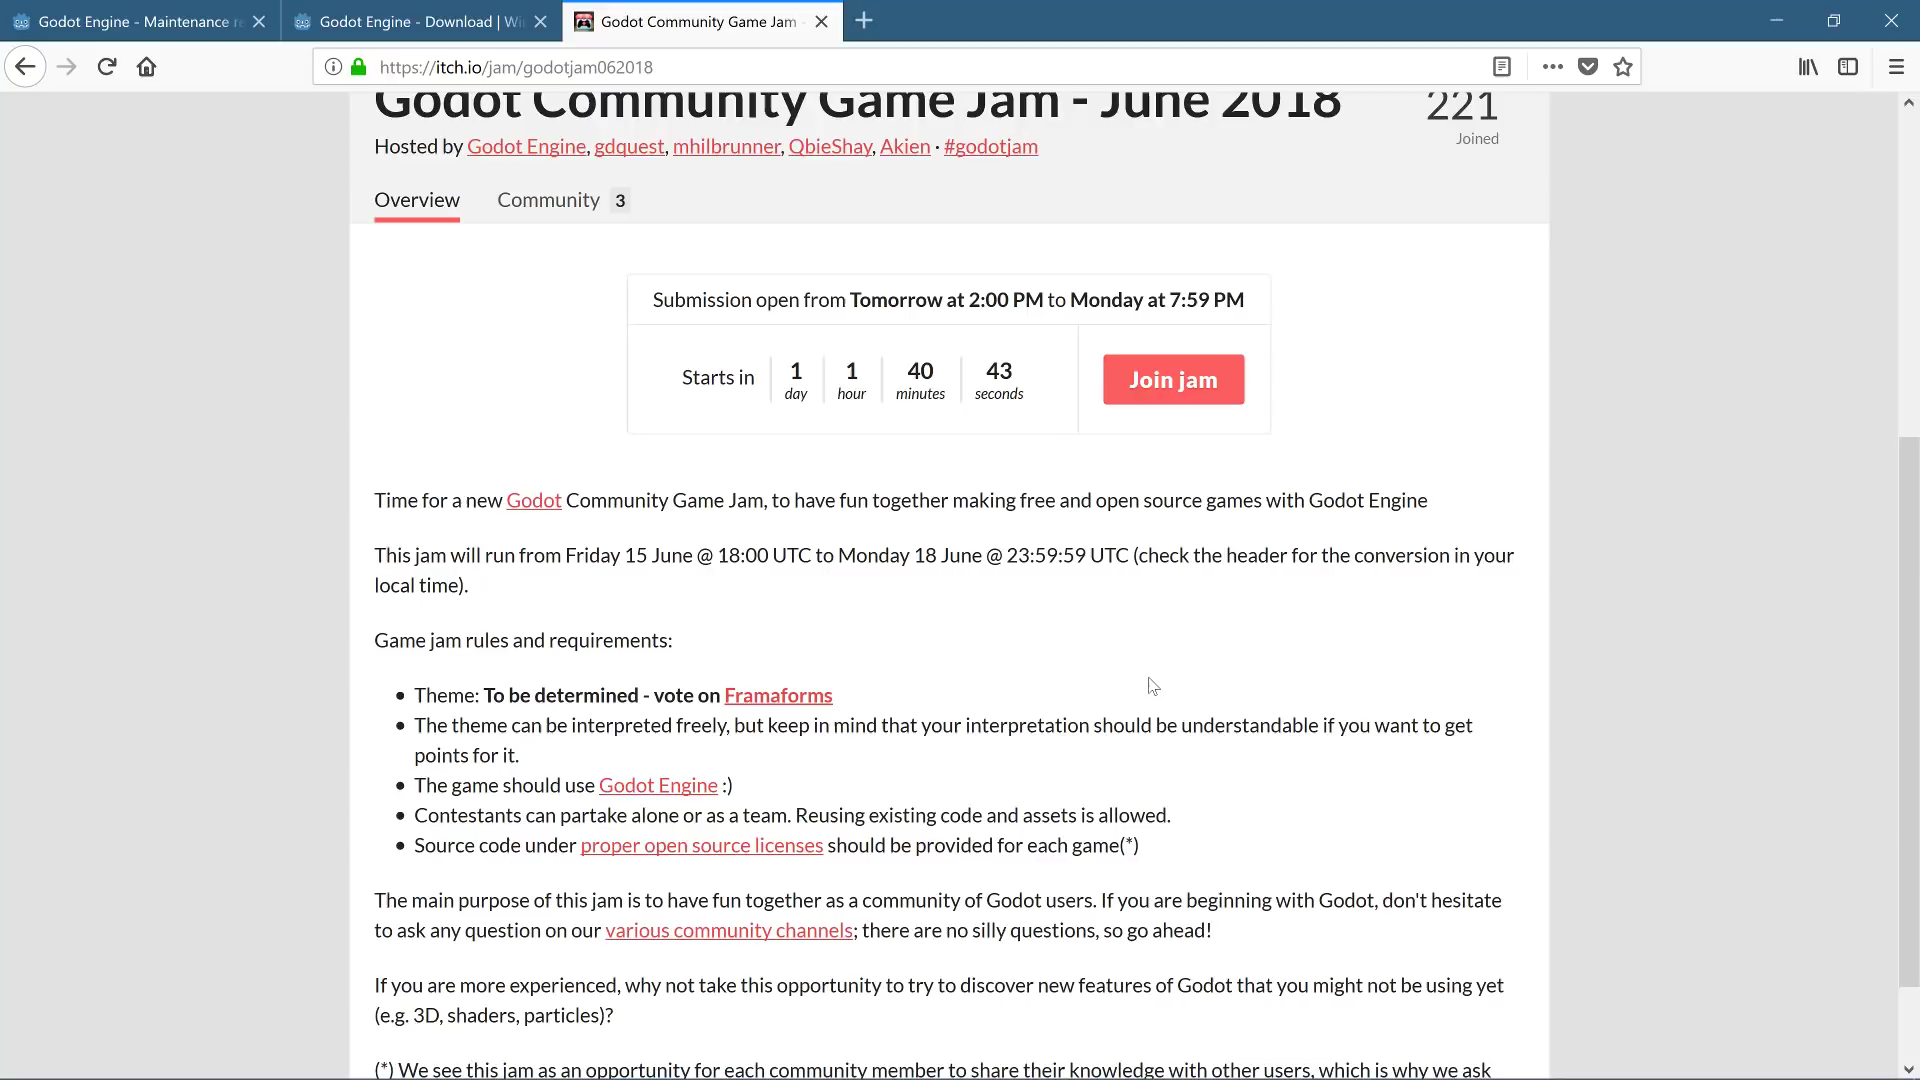 Godot Engine - Maintenance re
Godot Engine - Download | Wi
Godot Community Game Jam -
https://itch.io/jam/godotjam062018
Godot Community Game Jam - June 2018
221
Joined
Hosted by Godot Engine, gdquest, mhilbrunner, QbieShay, Akien · #godotjam
Overview
Community 3
Submission open from Tomorrow at 2:00 PM to Monday at 7:59 PM
Starts in
1
day
1
hour
40
minutes
43
seconds
Join jam
Time for a new Godot Community Game Jam, to have fun together making free and open source games with Godot Engine
This jam will run from Friday 15 June @ 18:00 UTC to Monday 18 June @ 23:59:59 UTC (check the header for the conversion in your
local time).
Game jam rules and requirements:
• Theme: To be determined - vote on Framaforms
• The theme can be interpreted freely, but keep in mind that your interpretation should be understandable if you want to get
points for it.
• The game should use Godot Engine :)
• Contestants can partake alone or as a team. Reusing existing code and assets is allowed.
• Source code under proper open source licenses should be provided for each game(*)
The main purpose of this jam is to have fun together as a community of Godot users. If you are beginning with Godot, don't hesitate
to ask any question on our various community channels; there are no silly questions, so go ahead!
If you are more experienced, why not take this opportunity to try to discover new features of Godot that you might not be using yet
(e.g. 3D, shaders, particles)?
(*) We see this jam as an opportunity for each community member to share their knowledge with other users, which is why we ask